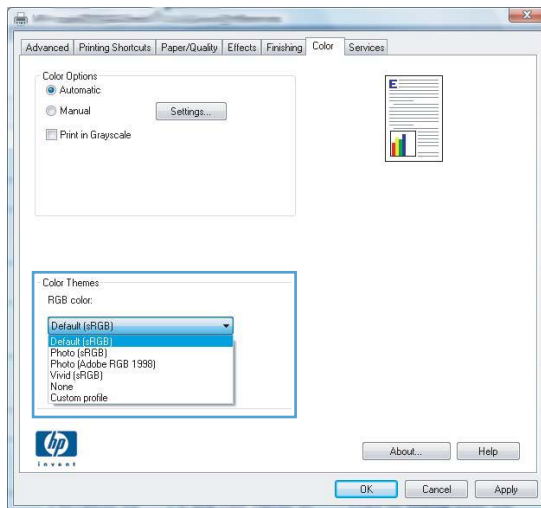 Advanced Printing Shortcuts Paper/Quality Effects Finishing Color Services
Color Options
Automatic
Manual Settings...
Print in Grayscale
E
Color Themes
RGB color:
Default (sRGB)
Default (sRGB)
Photo (sRGB)
Photo (Adobe RGB 1998)
Vivid (sRGB)
None
Custom profile
hp
invent
About... Help
OK Cancel Apply